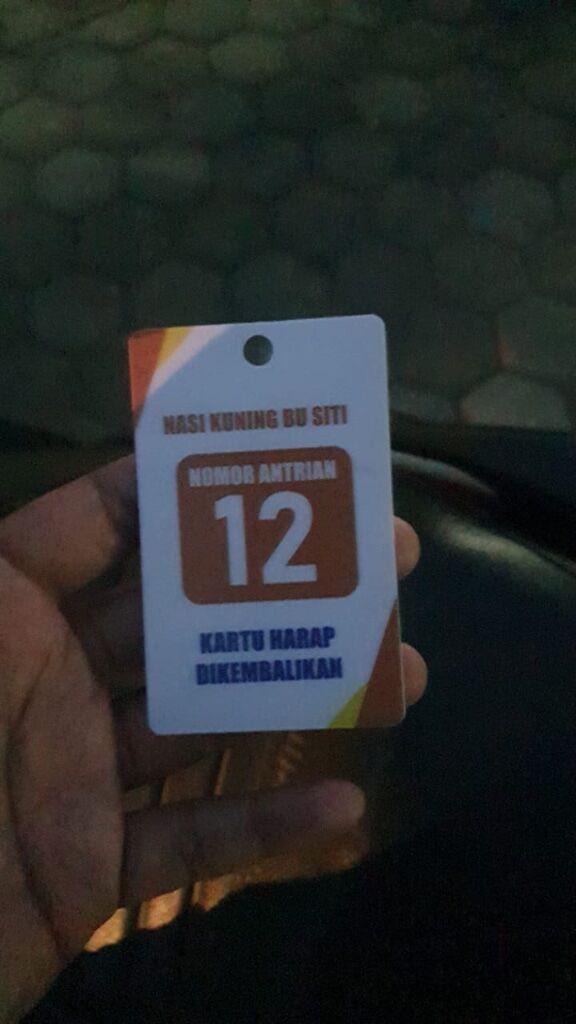 NASI KUNING BU SITI
NOMOR ANTRIAN
12
KARTU HARAP
DIKEMBALIKAN